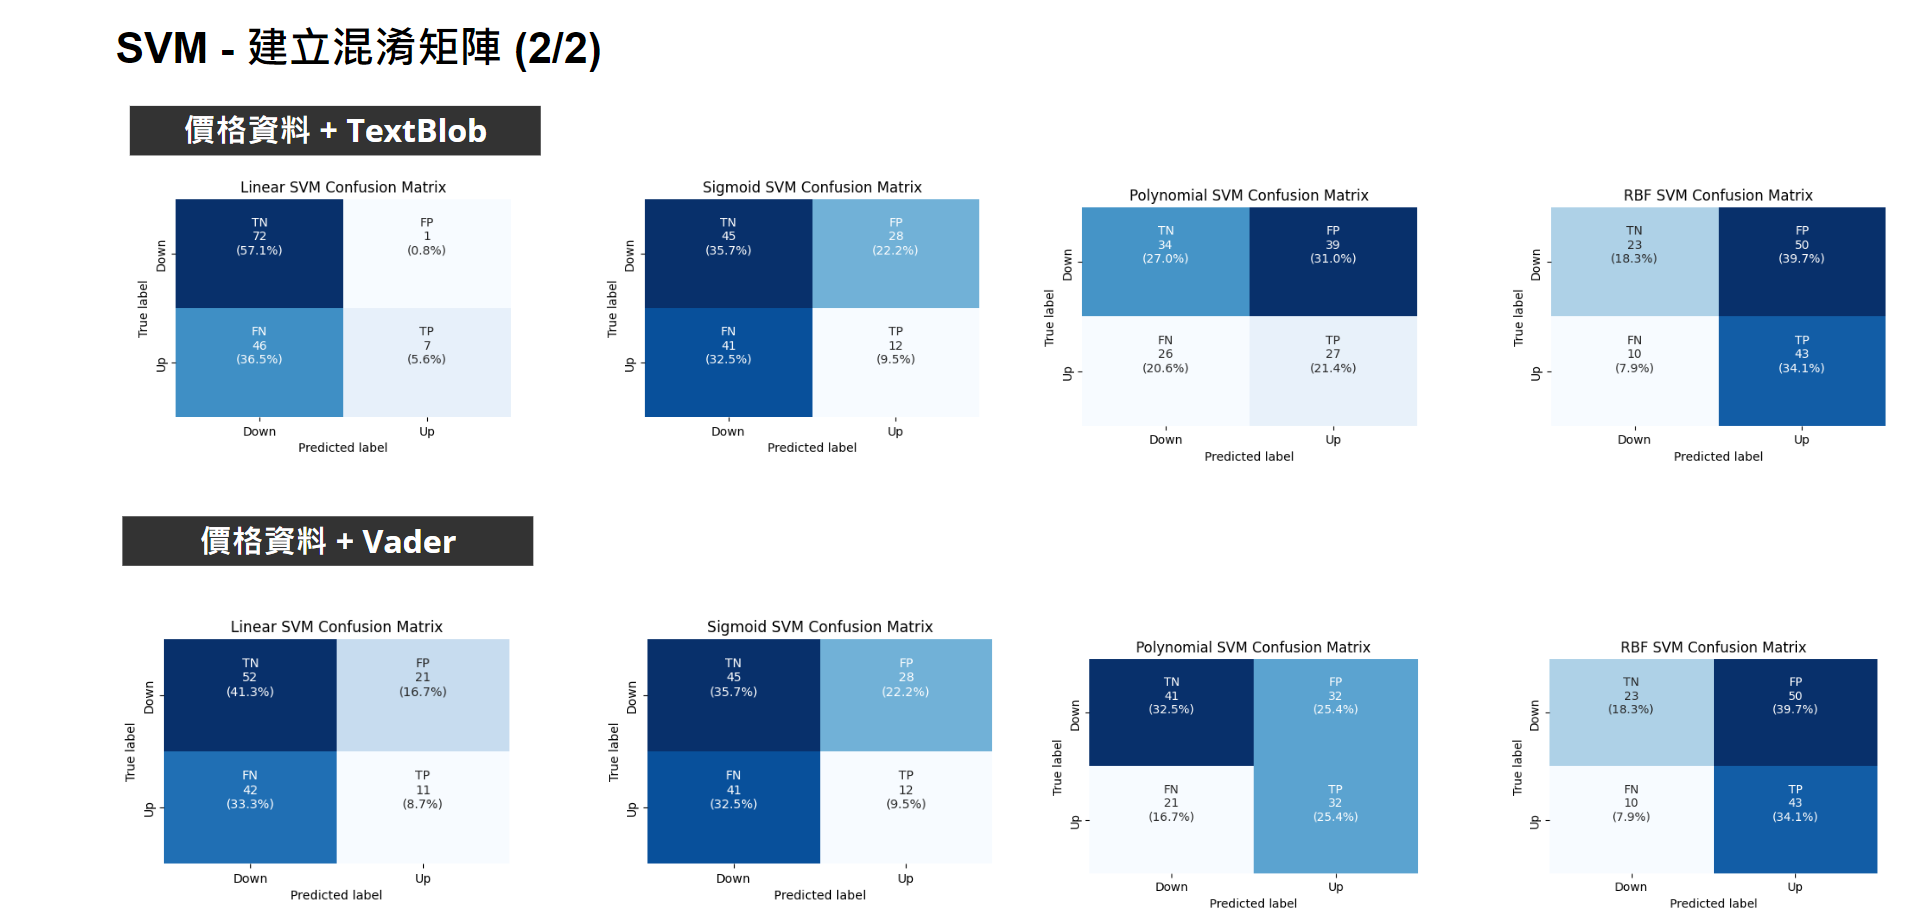 SVM - 建立混淆矩陣 (2/2)
價格資料 + TextBlob
Linear SVM Confusion Matrix
TN
72
(57.1%)
FP
1
(0.8%)
FN
46
(36.5%)
TP
7
(5.6%)
Down
Up
True label
Down
Up
Predicted label
Sigmoid SVM Confusion Matrix
TN
45
(35.7%)
FP
28
(22.2%)
FN
41
(32.5%)
TP
12
(9.5%)
Down
Up
True label
Down
Up
Predicted label
Polynomial SVM Confusion Matrix
TN
34
(27.0%)
FP
39
(31.0%)
FN
26
(20.6%)
TP
27
(21.4%)
Down
Up
True label
Down
Up
Predicted label
RBF SVM Confusion Matrix
TN
23
(18.3%)
FP
50
(39.7%)
FN
10
(7.9%)
TP
43
(34.1%)
Down
Up
True label
Down
Up
Predicted label
價格資料 + Vader
Linear SVM Confusion Matrix
TN
52
(41.3%)
FP
21
(16.7%)
FN
42
(33.3%)
TP
11
(8.7%)
Down
Up
True label
Down
Up
Predicted label
Sigmoid SVM Confusion Matrix
TN
45
(35.7%)
FP
28
(22.2%)
FN
41
(32.5%)
TP
12
(9.5%)
Down
Up
True label
Down
Up
Predicted label
Polynomial SVM Confusion Matrix
TN
41
(32.5%)
FP
32
(25.4%)
FN
21
(16.7%)
TP
32
(25.4%)
Down
Up
True label
Down
Up
Predicted label
RBF SVM Confusion Matrix
TN
23
(18.3%)
FP
50
(39.7%)
FN
10
(7.9%)
TP
43
(34.1%)
Down
Up
True label
Down
Up
Predicted label